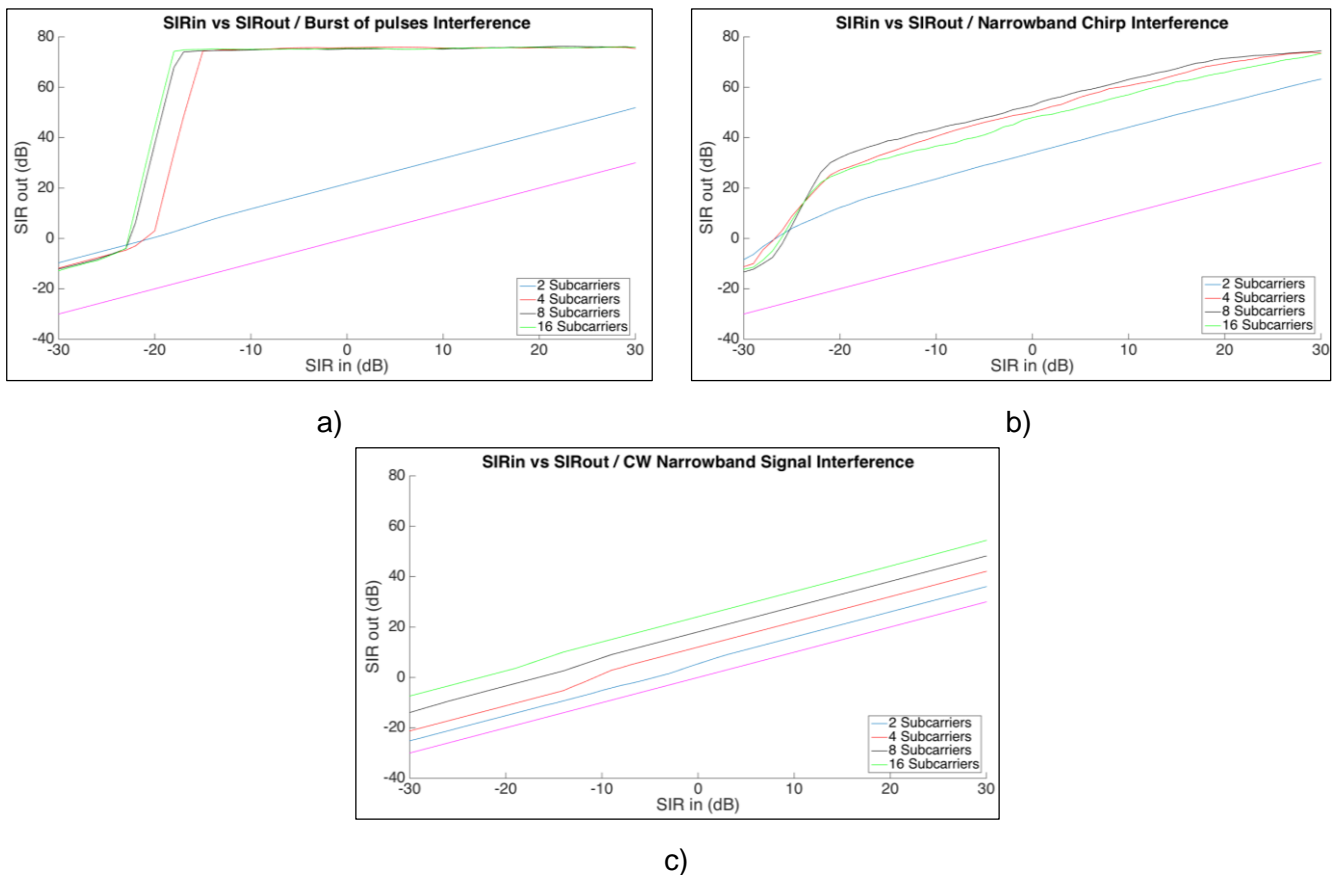 SIRin vs SIRout / Burst of pulses Interference
80
60
40
20
0
-20
-40
SIR out (dB)
-30
-20
-10
0
10
20
30
SIR in (dB)
2 Subcarriers
4 Subcarriers
8 Subcarriers
16 Subcarriers
a)
SIRin vs SIRout / Narrowband Chirp Interference
80
60
40
20
0
-20
-40
SIR out (dB)
-30
-20
-10
0
10
20
30
SIR in (dB)
2 Subcarriers
4 Subcarriers
8 Subcarriers
16 Subcarriers
b)
SIRin vs SIRout / CW Narrowband Signal Interference
80
60
40
20
0
-20
-40
SIR out (dB)
-30
-20
-10
0
10
20
30
SIR in (dB)
2 Subcarriers
4 Subcarriers
8 Subcarriers
16 Subcarriers
c)